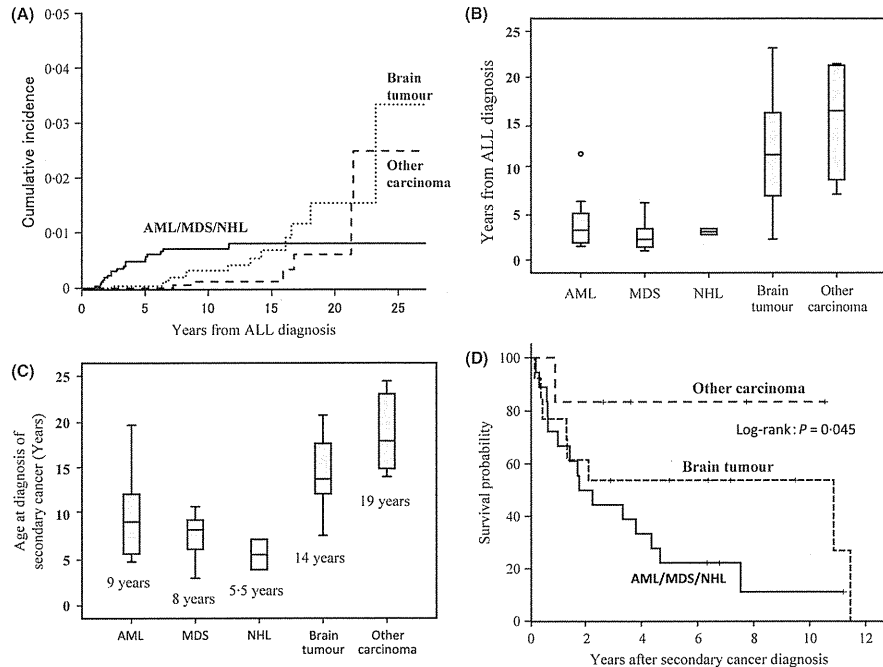 (A)
0·05
0·04
0·03
0·02
0·01
0
Cumulative incidence
Brain
tumour
Other
carcinoma
AML/MDS/NHL
0 5 10 15 20 25
Years from ALL diagnosis
(B)
25
20
15
10
5
0
Years from ALL diagnosis
AML MDS NHL Brain tumour Other carcinoma
(C)
25
20
15
10
5
0
Age at diagnosis of
secondary cancer (Years)
9 years
8 years
5·5 years
14 years
19 years
AML MDS NHL Brain tumour Other carcinoma
(D)
100
80
60
40
20
0
Survival probability
Other carcinoma
Log-rank: P = 0·045
Brain tumour
AML/MDS/NHL
0 2 4 6 8 10 12
Years after secondary cancer diagnosis